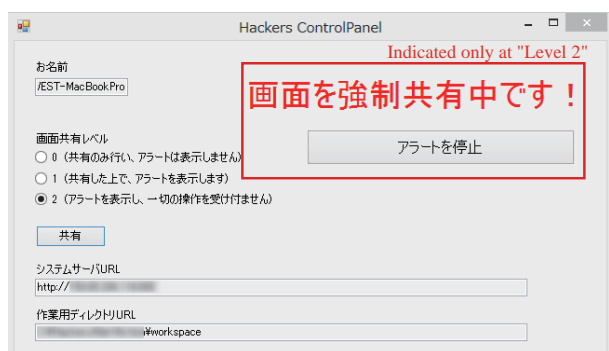 Hackers ControlPanel
Indicated only at "Level 2"
お名前
/EST-MacBookPro
画面を強制共有中です！
画面共有レベル
アラートを停止
0（共有のみ行い、アラートは表示しません）
1（共有した上で、アラートを表示します）
2（アラートを表示し、一切の操作を受け付けません）
共有
システムサーバURL
http://
作業用ディレクトリURL
¥workspace